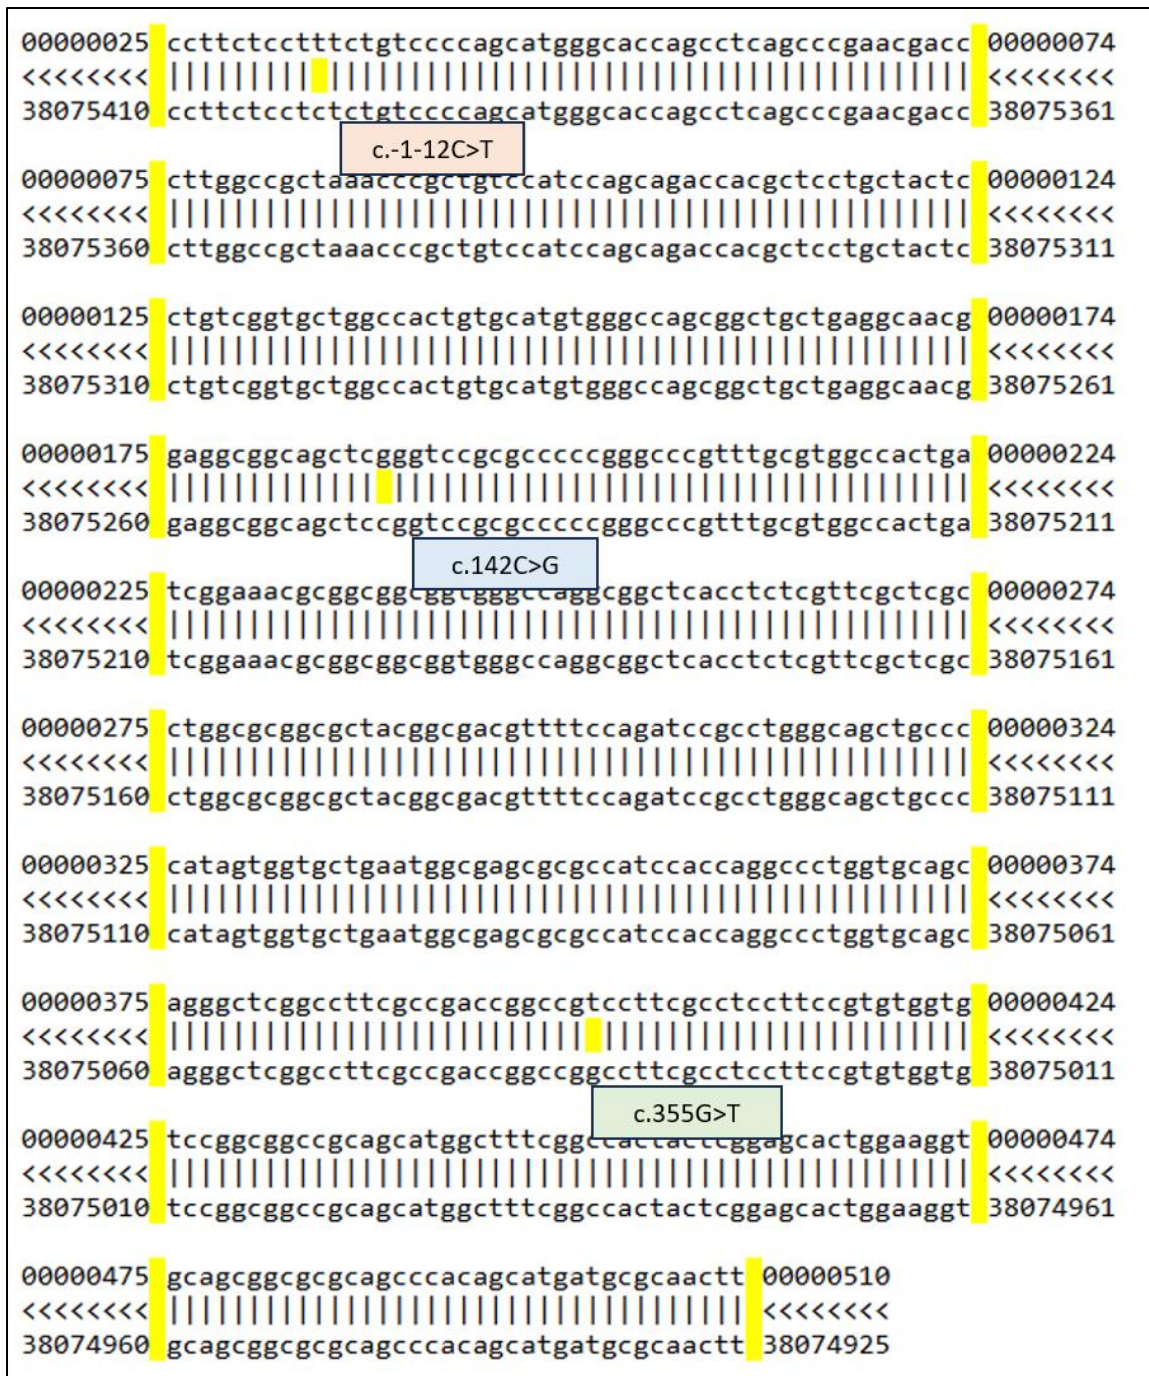 00000025 ccttctcctttctgtccccagcatgggcaccagcctcagcccgaacgacc 00000074
<<<<<<<< ||||||||| |||||||||||||||||||||||||||||||||||||||| <<<<<<<<
38075410 ccttctcctctctgtccccagcatgggcaccagcctcagcccgaacgacc 38075361
c.-1-12C>T
00000075 cttggccgctaaacccgctgtccatccagcagaccacgctcctgctactc 00000124
<<<<<<<< |||||||||||||||||||||||||||||||||||||||||||||||||| <<<<<<<<
38075360 cttggccgctaaacccgctgtccatccagcagaccacgctcctgctactc 38075311
00000125 ctgtcggtgctggccactgtgcatgtgggccagcggctgctgaggcaacg 00000174
<<<<<<<< |||||||||||||||||||||||||||||||||||||||||||||||||| <<<<<<<<
38075310 ctgtcggtgctggccactgtgcatgtgggccagcggctgctgaggcaacg 38075261
00000175 gaggcggcagctcgggtccgcgcccccgggcccgtttgcgtggccactga 00000224
<<<<<<<< ||||||||||||| |||||||||||||||||||||||||||||||||||| <<<<<<<<
38075260 gaggcggcagctccggtccgcgcccccgggcccgtttgcgtggccactga 38075211
c.142C>G
00000225 tcggaaacgcggcggcggtgggccaggcggctcacctctcgttcgctcgc 00000274
<<<<<<<< |||||||||||||||||||||||||||||||||||||||||||||||||| <<<<<<<<
38075210 tcggaaacgcggcggcggtgggccaggcggctcacctctcgttcgctcgc 38075161
00000275 ctggcgcggcgctacggcgacgttttccagatccgcctgggcagctgccc 00000324
<<<<<<<< |||||||||||||||||||||||||||||||||||||||||||||||||| <<<<<<<<
38075160 ctggcgcggcgctacggcgacgttttccagatccgcctgggcagctgccc 38075111
00000325 catagtggtgctgaatggcgagcgcgccatccaccaggccctggtgcagc 00000374
<<<<<<<< |||||||||||||||||||||||||||||||||||||||||||||||||| <<<<<<<<
38075110 catagtggtgctgaatggcgagcgcgccatccaccaggccctggtgcagc 38075061
00000375 agggctcggccttcgccgaccggccgtccttcgcctccttccgtgtggtg 00000424
<<<<<<<< |||||||||||||||||||||||||| ||||||||||||||||||||||| <<<<<<<<
38075060 agggctcggccttcgccgaccggccggccttcgcctccttccgtgtggtg 38075011
c.355G>T
00000425 tccggcggccgcagcatggctttcggccactactcggagcactggaaggt 00000474
<<<<<<<< |||||||||||||||||||||||||||||||||||||||||||||||||| <<<<<<<<
38075010 tccggcggccgcagcatggctttcggccactactcggagcactggaaggt 38074961
00000475 gcagcggcgcgcagcccacagcatgatgcgcaactt 00000510
<<<<<<<< |||||||||||||||||||||||||||||||||||| <<<<<<<<
38074960 gcagcggcgcgcagcccacagcatgatgcgcaactt 38074925